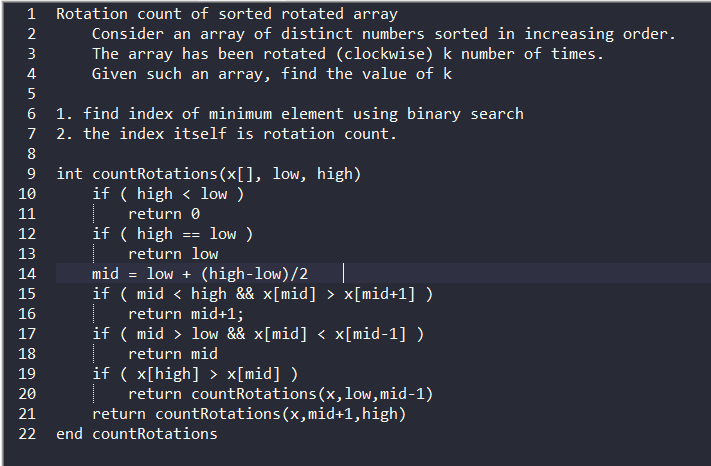 1 Rotation count of sorted rotated array
2     Consider an array of distinct numbers sorted in increasing order.
3     The array has been rotated (clockwise) k number of times.
4     Given such an array, find the value of k
5
6 1. find index of minimum element using binary search
7 2. the index itself is rotation count.
8
9 int countRotations(x[], low, high)
10     if ( high < low )
11         return 0
12     if ( high == low )
13         return low
14     mid = low + (high-low)/2
15     if ( mid < high && x[mid] > x[mid+1] )
16         return mid+1;
17     if ( mid > low && x[mid] < x[mid-1] )
18         return mid
19     if ( x[high] > x[mid] )
20         return countRotations(x,low,mid-1)
21     return countRotations(x,mid+1,high)
22 end countRotations